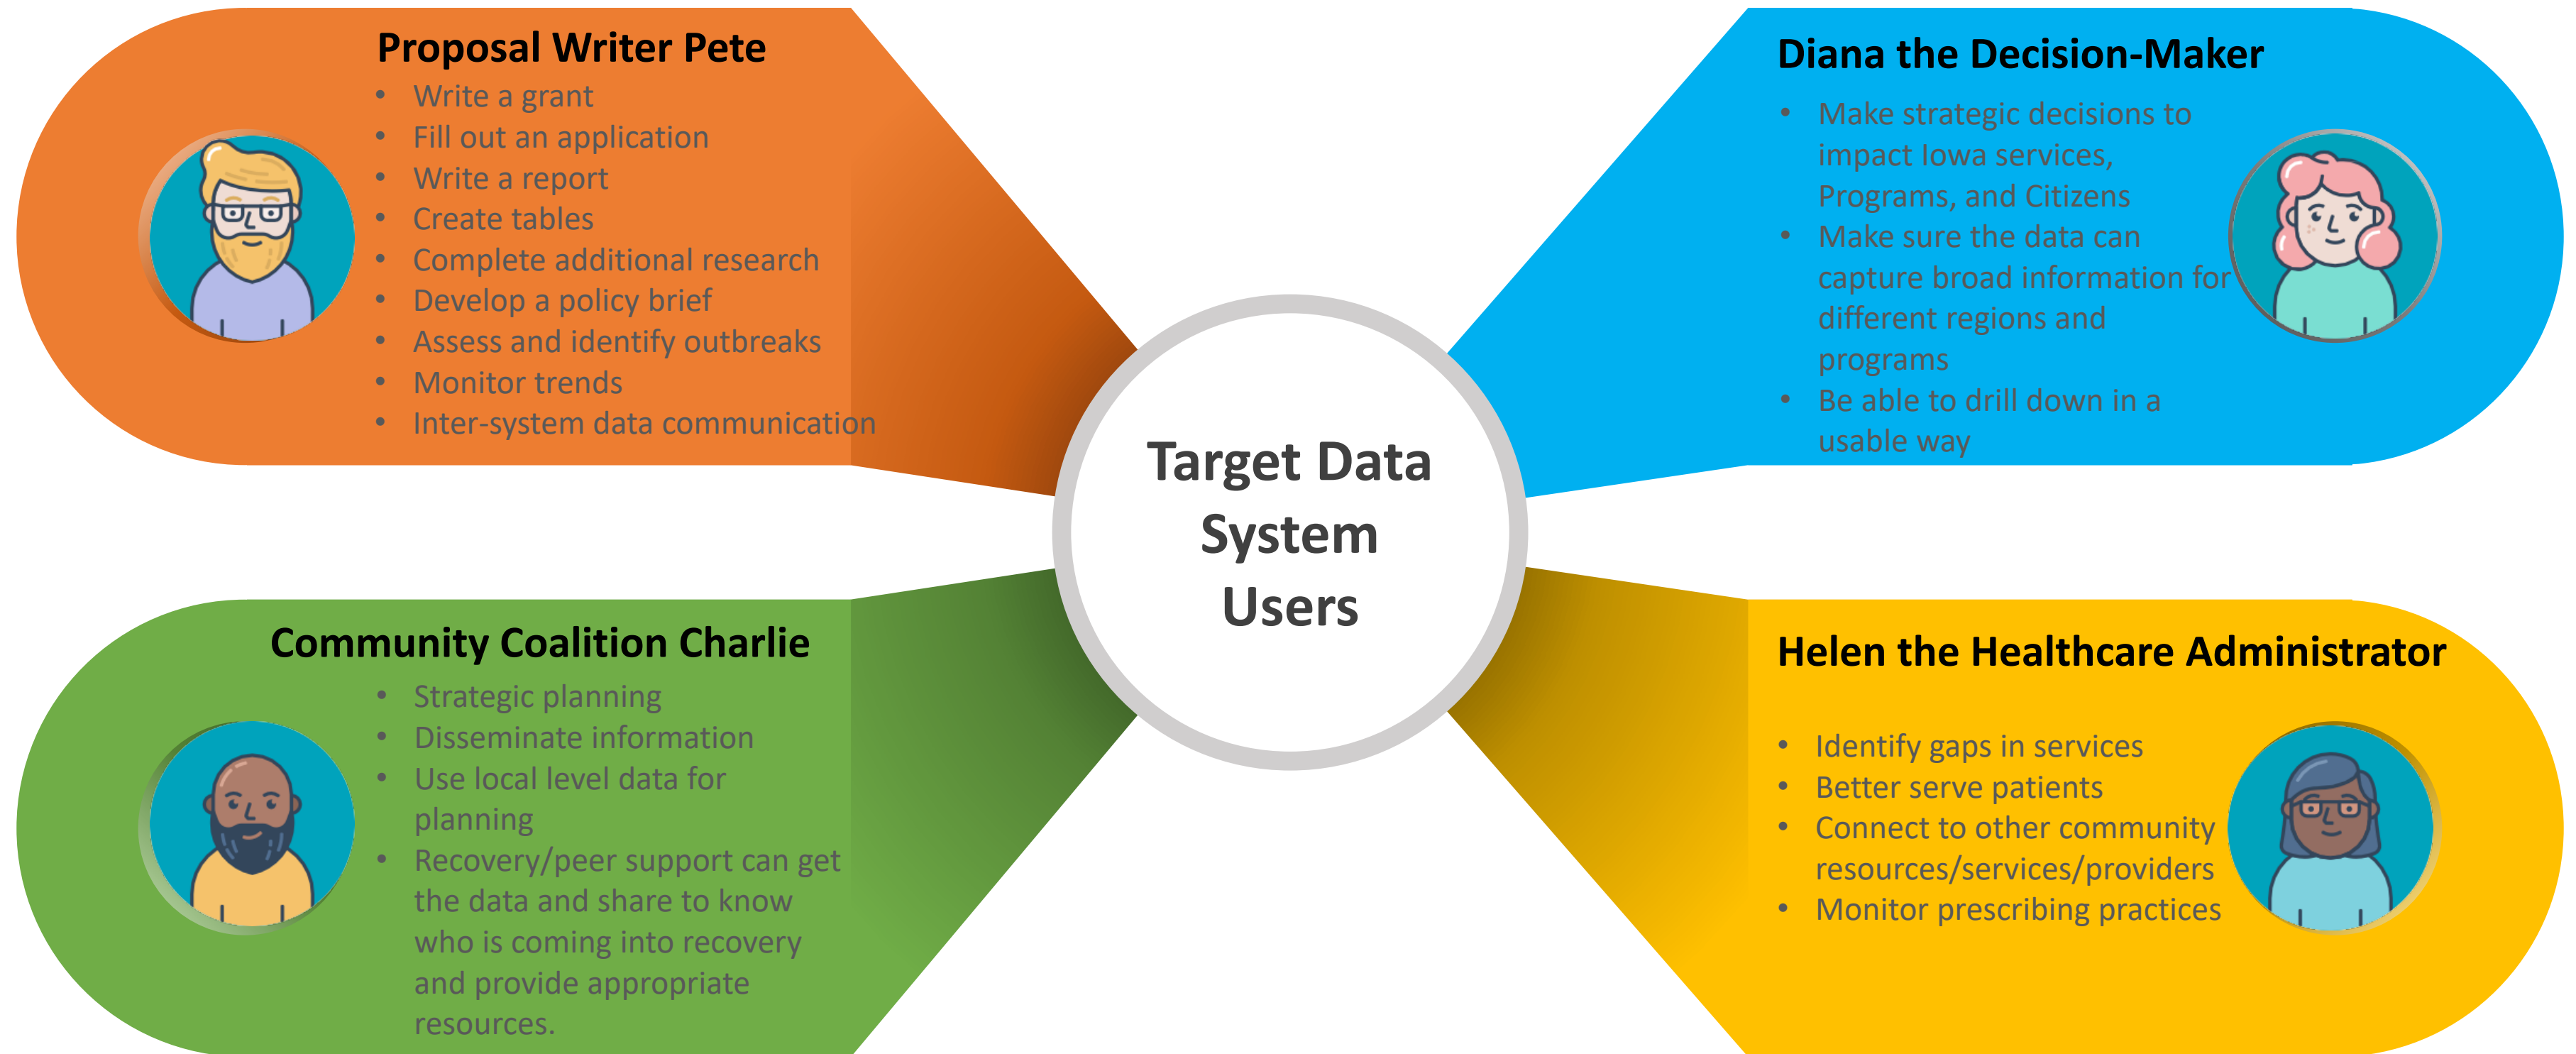 Proposal Writer Pete
• Write a grant
• Fill out an application
• Write a report
• Create tables
• Complete additional research
• Develop a policy brief
• Assess and identify outbreaks
• Monitor trends
• Inter-system data communication
Diana the Decision-Maker
• Make strategic decisions to
impact Iowa services,
Programs, and Citizens
• Make sure the data can
capture broad information for
different regions and
programs
• Be able to drill down in a
usable way
Target Data
System
Users
Community Coalition Charlie
• Strategic planning
• Disseminate information
• Use local level data for
planning
• Recovery/peer support can get
the data and share to know
who is coming into recovery
and provide appropriate
resources.
Helen the Healthcare Administrator
• Identify gaps in services
• Better serve patients
• Connect to other community
resources/services/providers
• Monitor prescribing practices